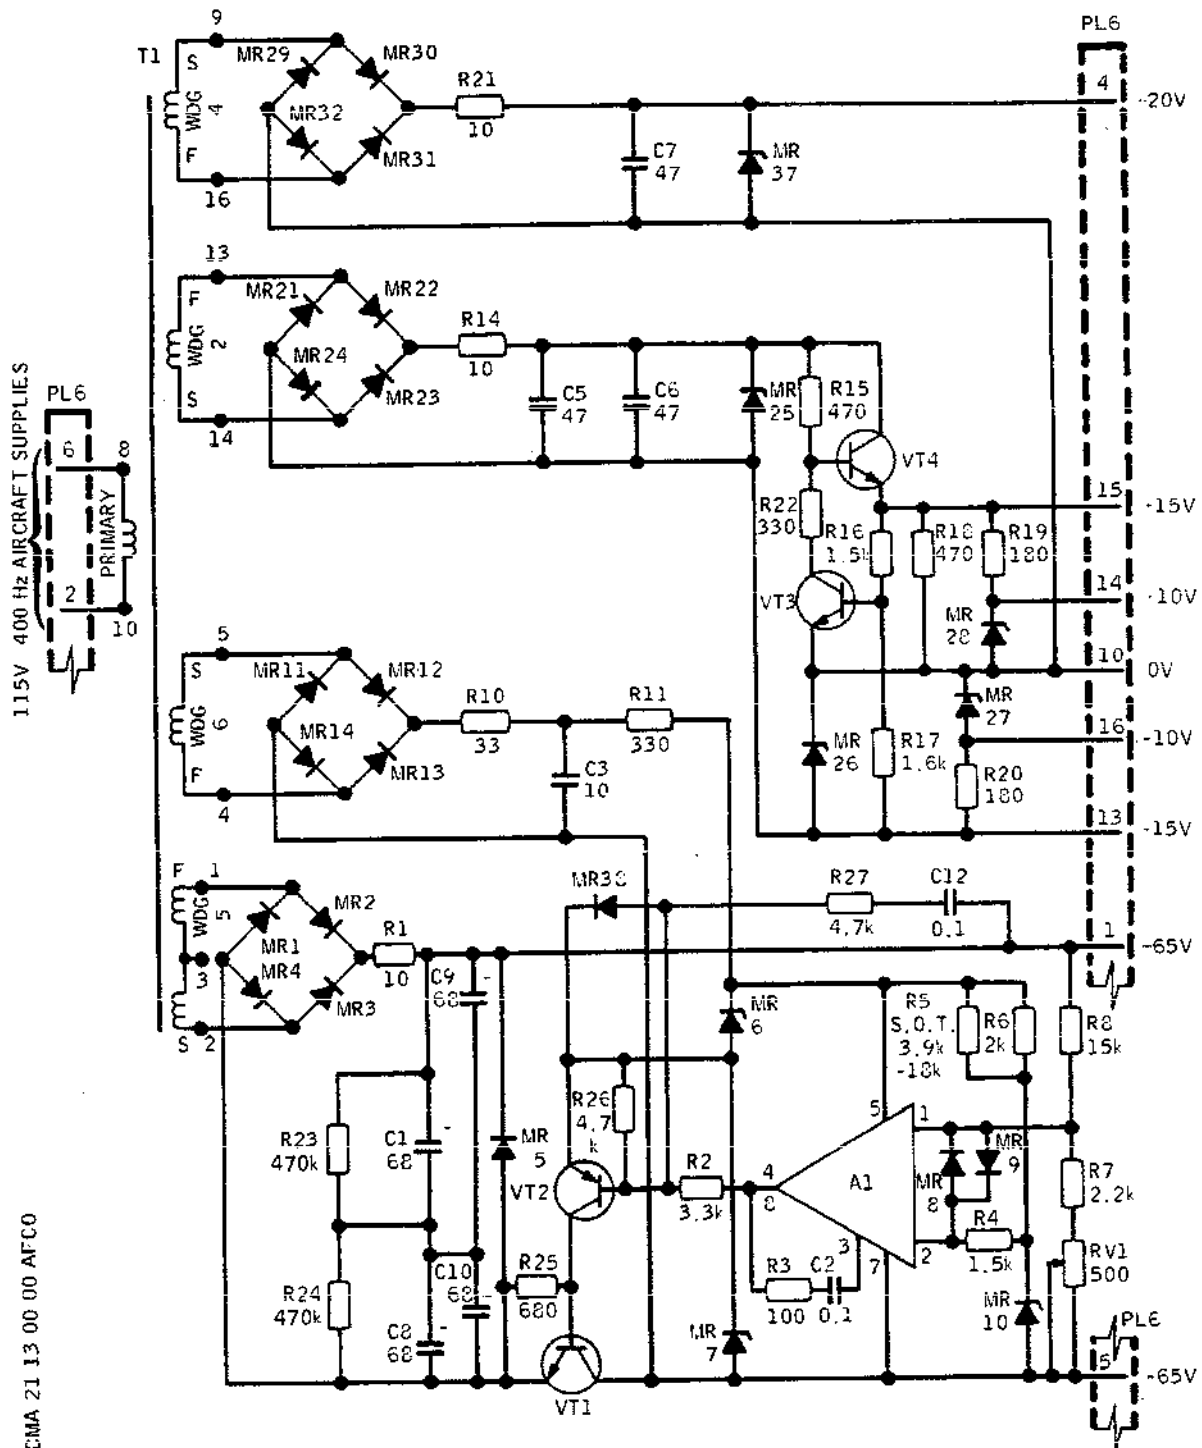 9
PL6
T1
S
MR29
MR30
4
-20V
R21
WDG
4
MR32
10
C7
47
MR
37
F
MR31
16
13
F
MR21
MR22
R14
WDG
2
MR24
10
MR
25
R15
470
C5
47
C6
47
S
MR23
14
VT4
115V 400 Hz AIRCRAFT SUPPLIES
PL6
6
8
PRIMARY
2
10
R22
330
R16
1.5k
R18
470
R19
180
15
-15V
14
-10V
VT3
MR
28
10
0V
5
S
MR11
MR12
R10
R11
MR
27
WDG
6
MR14
33
330
MR
26
R17
1.6k
16
-10V
C3
10
R20
180
F
MR13
4
13
-15V
F
1
MR38
R27
C12
WDG
5
MR2
4.7k
0.1
1
-65V
R1
MR1
3
MR4
10
C9
68
-
MR3
S
2
MR
6
R5
S.O.T.
3.9k
-18k
R6
2k
R8
15k
R26
4.7
k
R23
470k
C1
68
-
MR
5
5
1
MR
9
VT2
R2
4
8
A1
MR
8
R7
2.2k
3.3k
R4
3
7
2
1.5k
RV1
500
C10
68
-
R25
680
R3
100
C2
0.1
R24
470k
C8
68
-
MR
7
MR
10
PL6
5
-65V
VT1
CMA 21 13 00 00 AFCO